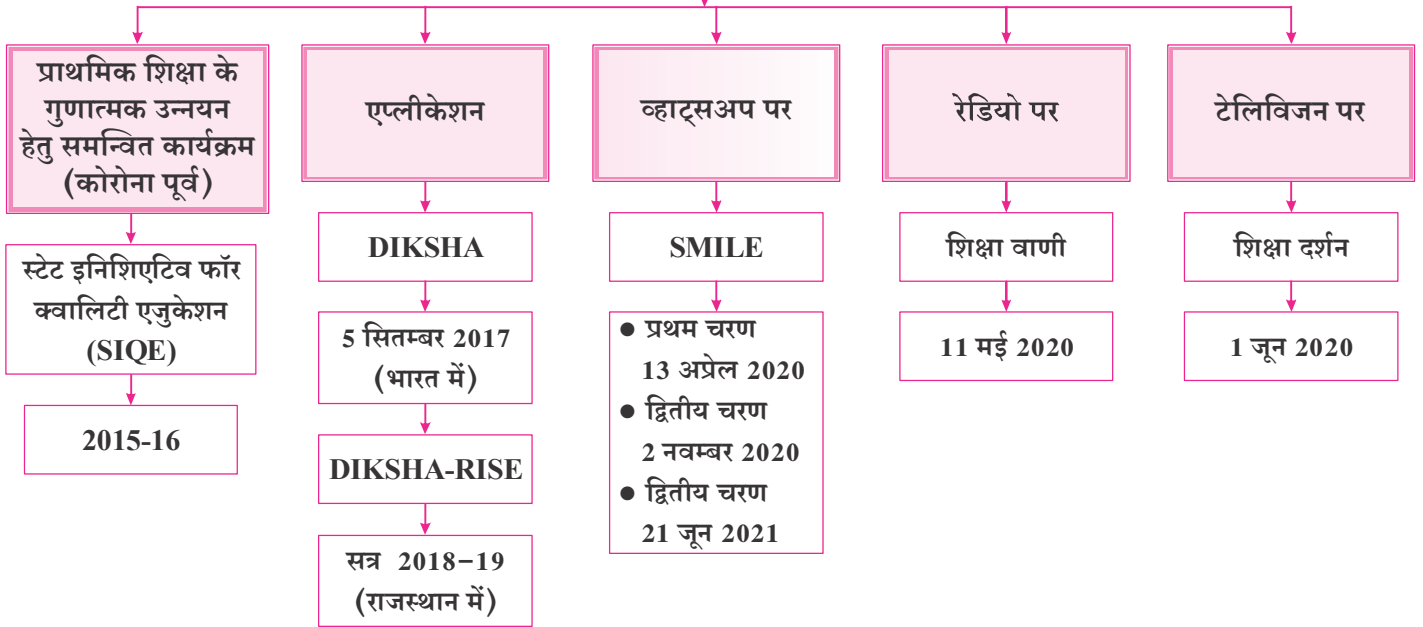 प्राथमिक शिक्षा के
गुणात्मक उन्नयन
हेतु समन्वित कार्यक्रम
(कोरोना पूर्व)
स्टेट इनिशिएटिव फॉर
क्वालिटी एजुकेशन
(SIQE)
2015-16
एप्लीकेशन
DIKSHA
5 सितम्बर 2017
(भारत में)
DIKSHA-RISE
सत्र 2018-19
(राजस्थान में)
व्हाट्सअप पर
SMILE
● प्रथम चरण
13 अप्रेल 2020
● द्वितीय चरण
2 नवम्बर 2020
● द्वितीय चरण
21 जून 2021
रेडियो पर
शिक्षा वाणी
11 मई 2020
टेलिविजन पर
शिक्षा दर्शन
1 जून 2020